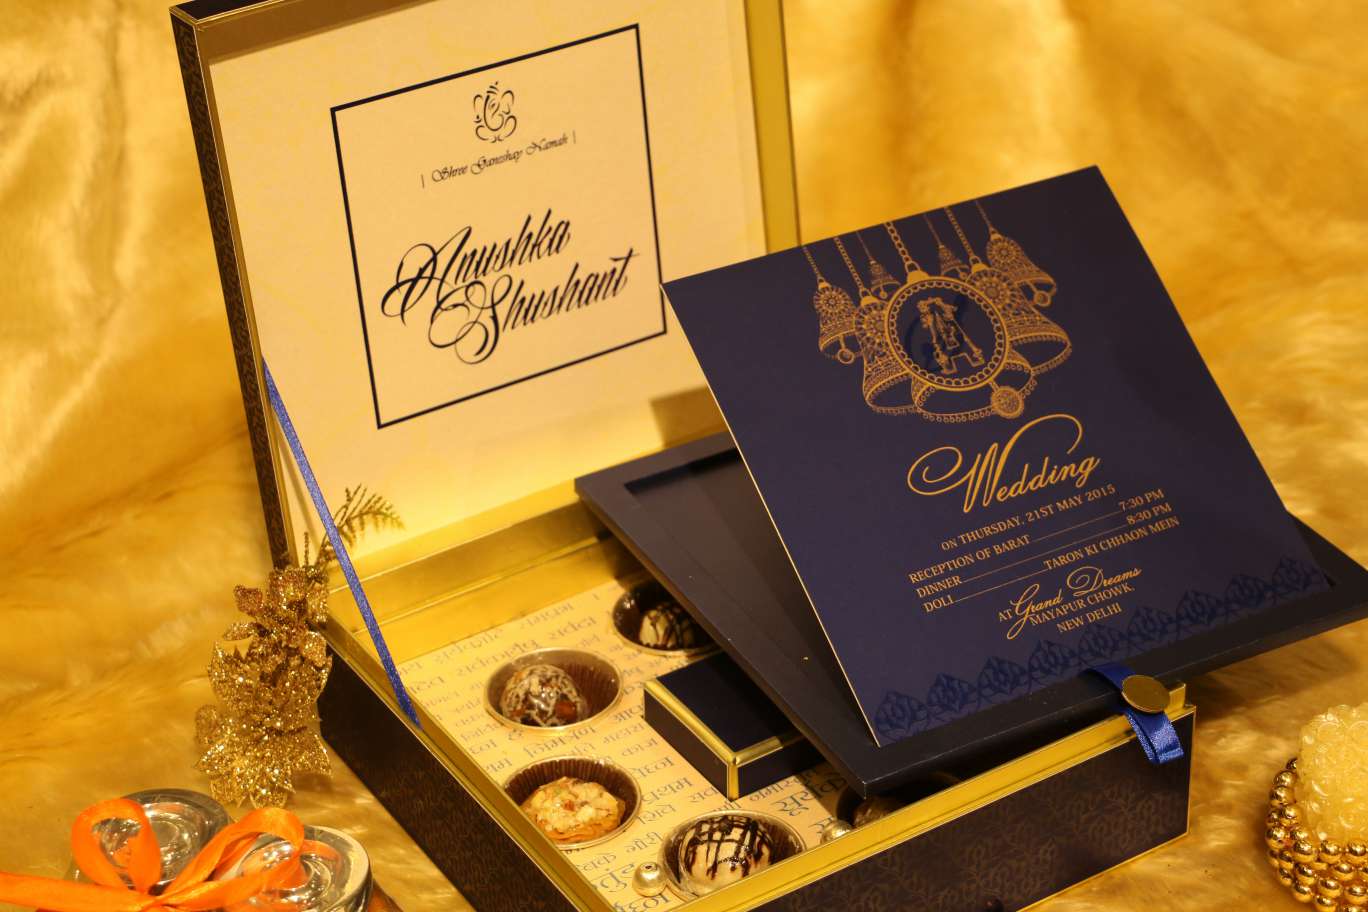 | Shree Ganeshay Namah |
Anushka
Shushant
Wedding
ON THURSDAY, 21ST MAY 2015
RECEPTION OF BARAT 7:30 PM
DINNER 8:30 PM
DOLI TARON KI CHHAON MEIN
AT Grand Dreams
MAYAPUR CHOWK,
NEW DELHI